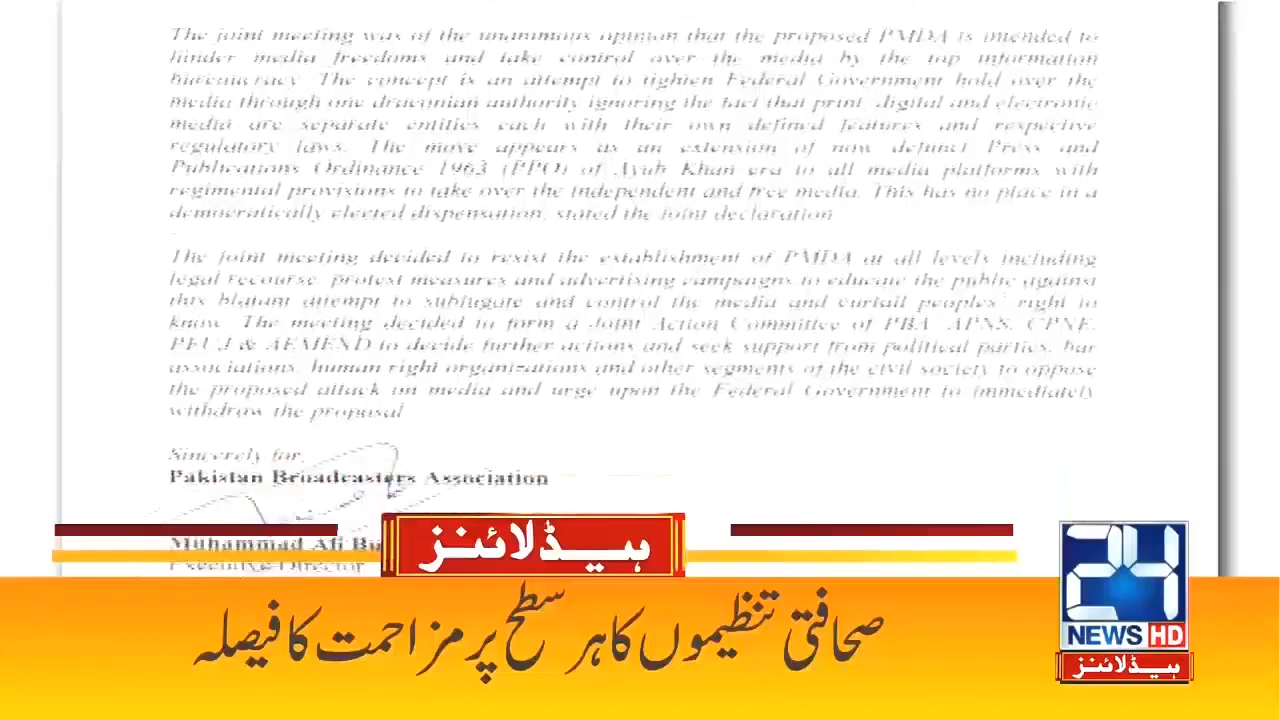 The joint meeting was of the unanimous opinion that the proposed PMDA is intended to
hinder media freedoms and take control over the media by the top information
bureaucracy. The concept is an attempt to tighten Federal Government hold over the
media through one draconian authority ignoring the fact that print, digital and electronic
media are separate entities each with their own defined features and respective
regulatory laws. The move appears as an extension of now defunct Press and
Publications Ordinance 1963 (PPO) of Ayub Khan era to all media platforms with
regimental provisions to take over the independent and free media. This has no place in a
democratically elected dispensation, stated the joint declaration.
The joint meeting decided to resist the establishment of PMDA at all levels including
legal recourse, protest measures and advertising campaigns to educate the public against
this blatant attempt to subjugate and control the media and curtail peoples' right to
know. The meeting decided to form a Joint Action Committee of PBA, APNS, CPNE,
PFUJ & AEMEND to decide further actions and seek support from political parties, bar
associations, human right organizations and other segments of the civil society to oppose
the proposed attack on media and urge upon the Federal Government to immediately
withdraw the proposal.
Sincerely for,
Pakistan Broadcasters Association
Muhammad Ali Bu
Executive Director
ہیڈلائنز
صحافتی تنظیموں کا ہر سطح پر مزاحمت کا فیصلہ
24
NEWS HD
ہیڈلائنز